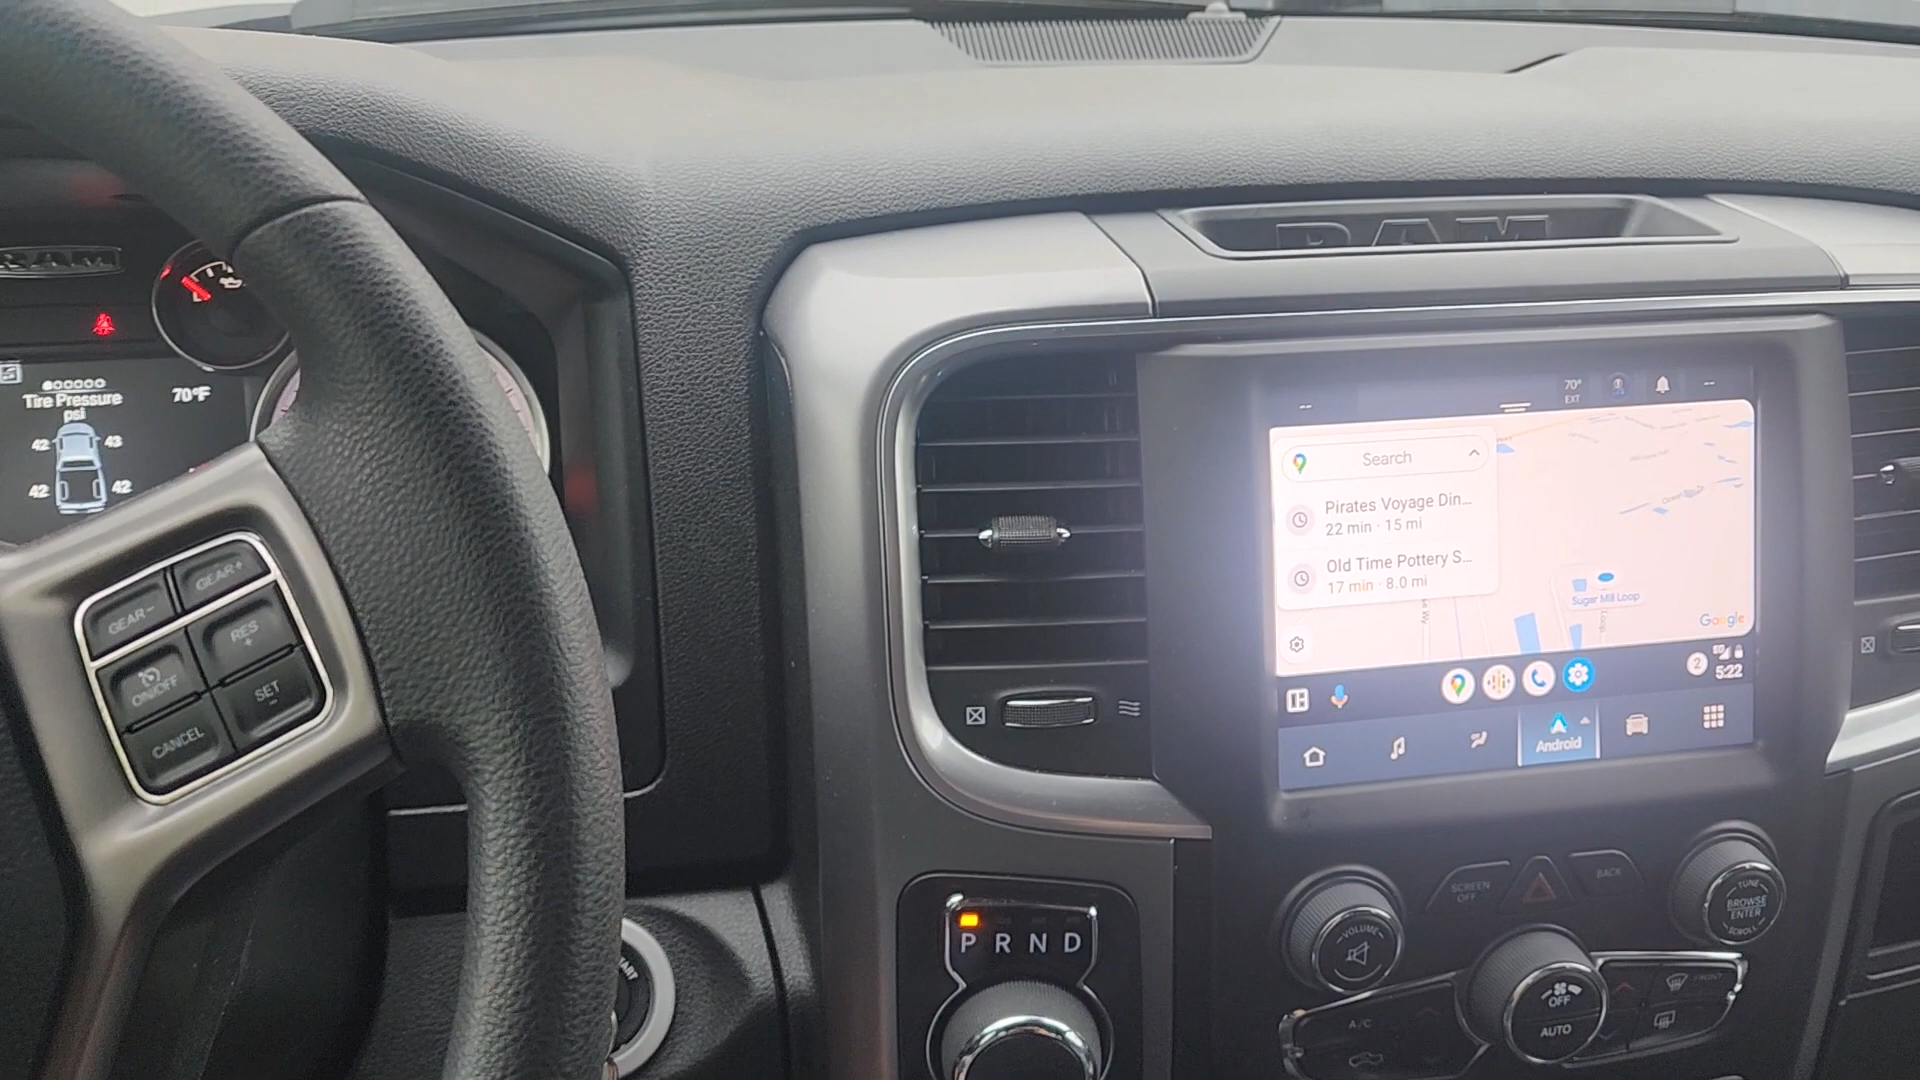 RAM
L
Tire Pressure
psi
70°F
42 43
42 42
GEAR- GEAR+
ON/OFF RES +
CANCEL SET -
RAM
70°
EXT
--
--
Search
Pirates Voyage Din...
22 min · 15 mi
Old Time Pottery S...
17 min · 8.0 mi
Sugar Mill Loop
Loop
Google
2 5:22
Android
P R N D
SCREEN
OFF
BACK
VOLUME
TUNE
BROWSE
ENTER
SCROLL
A/C
OFF
AUTO
FRONT